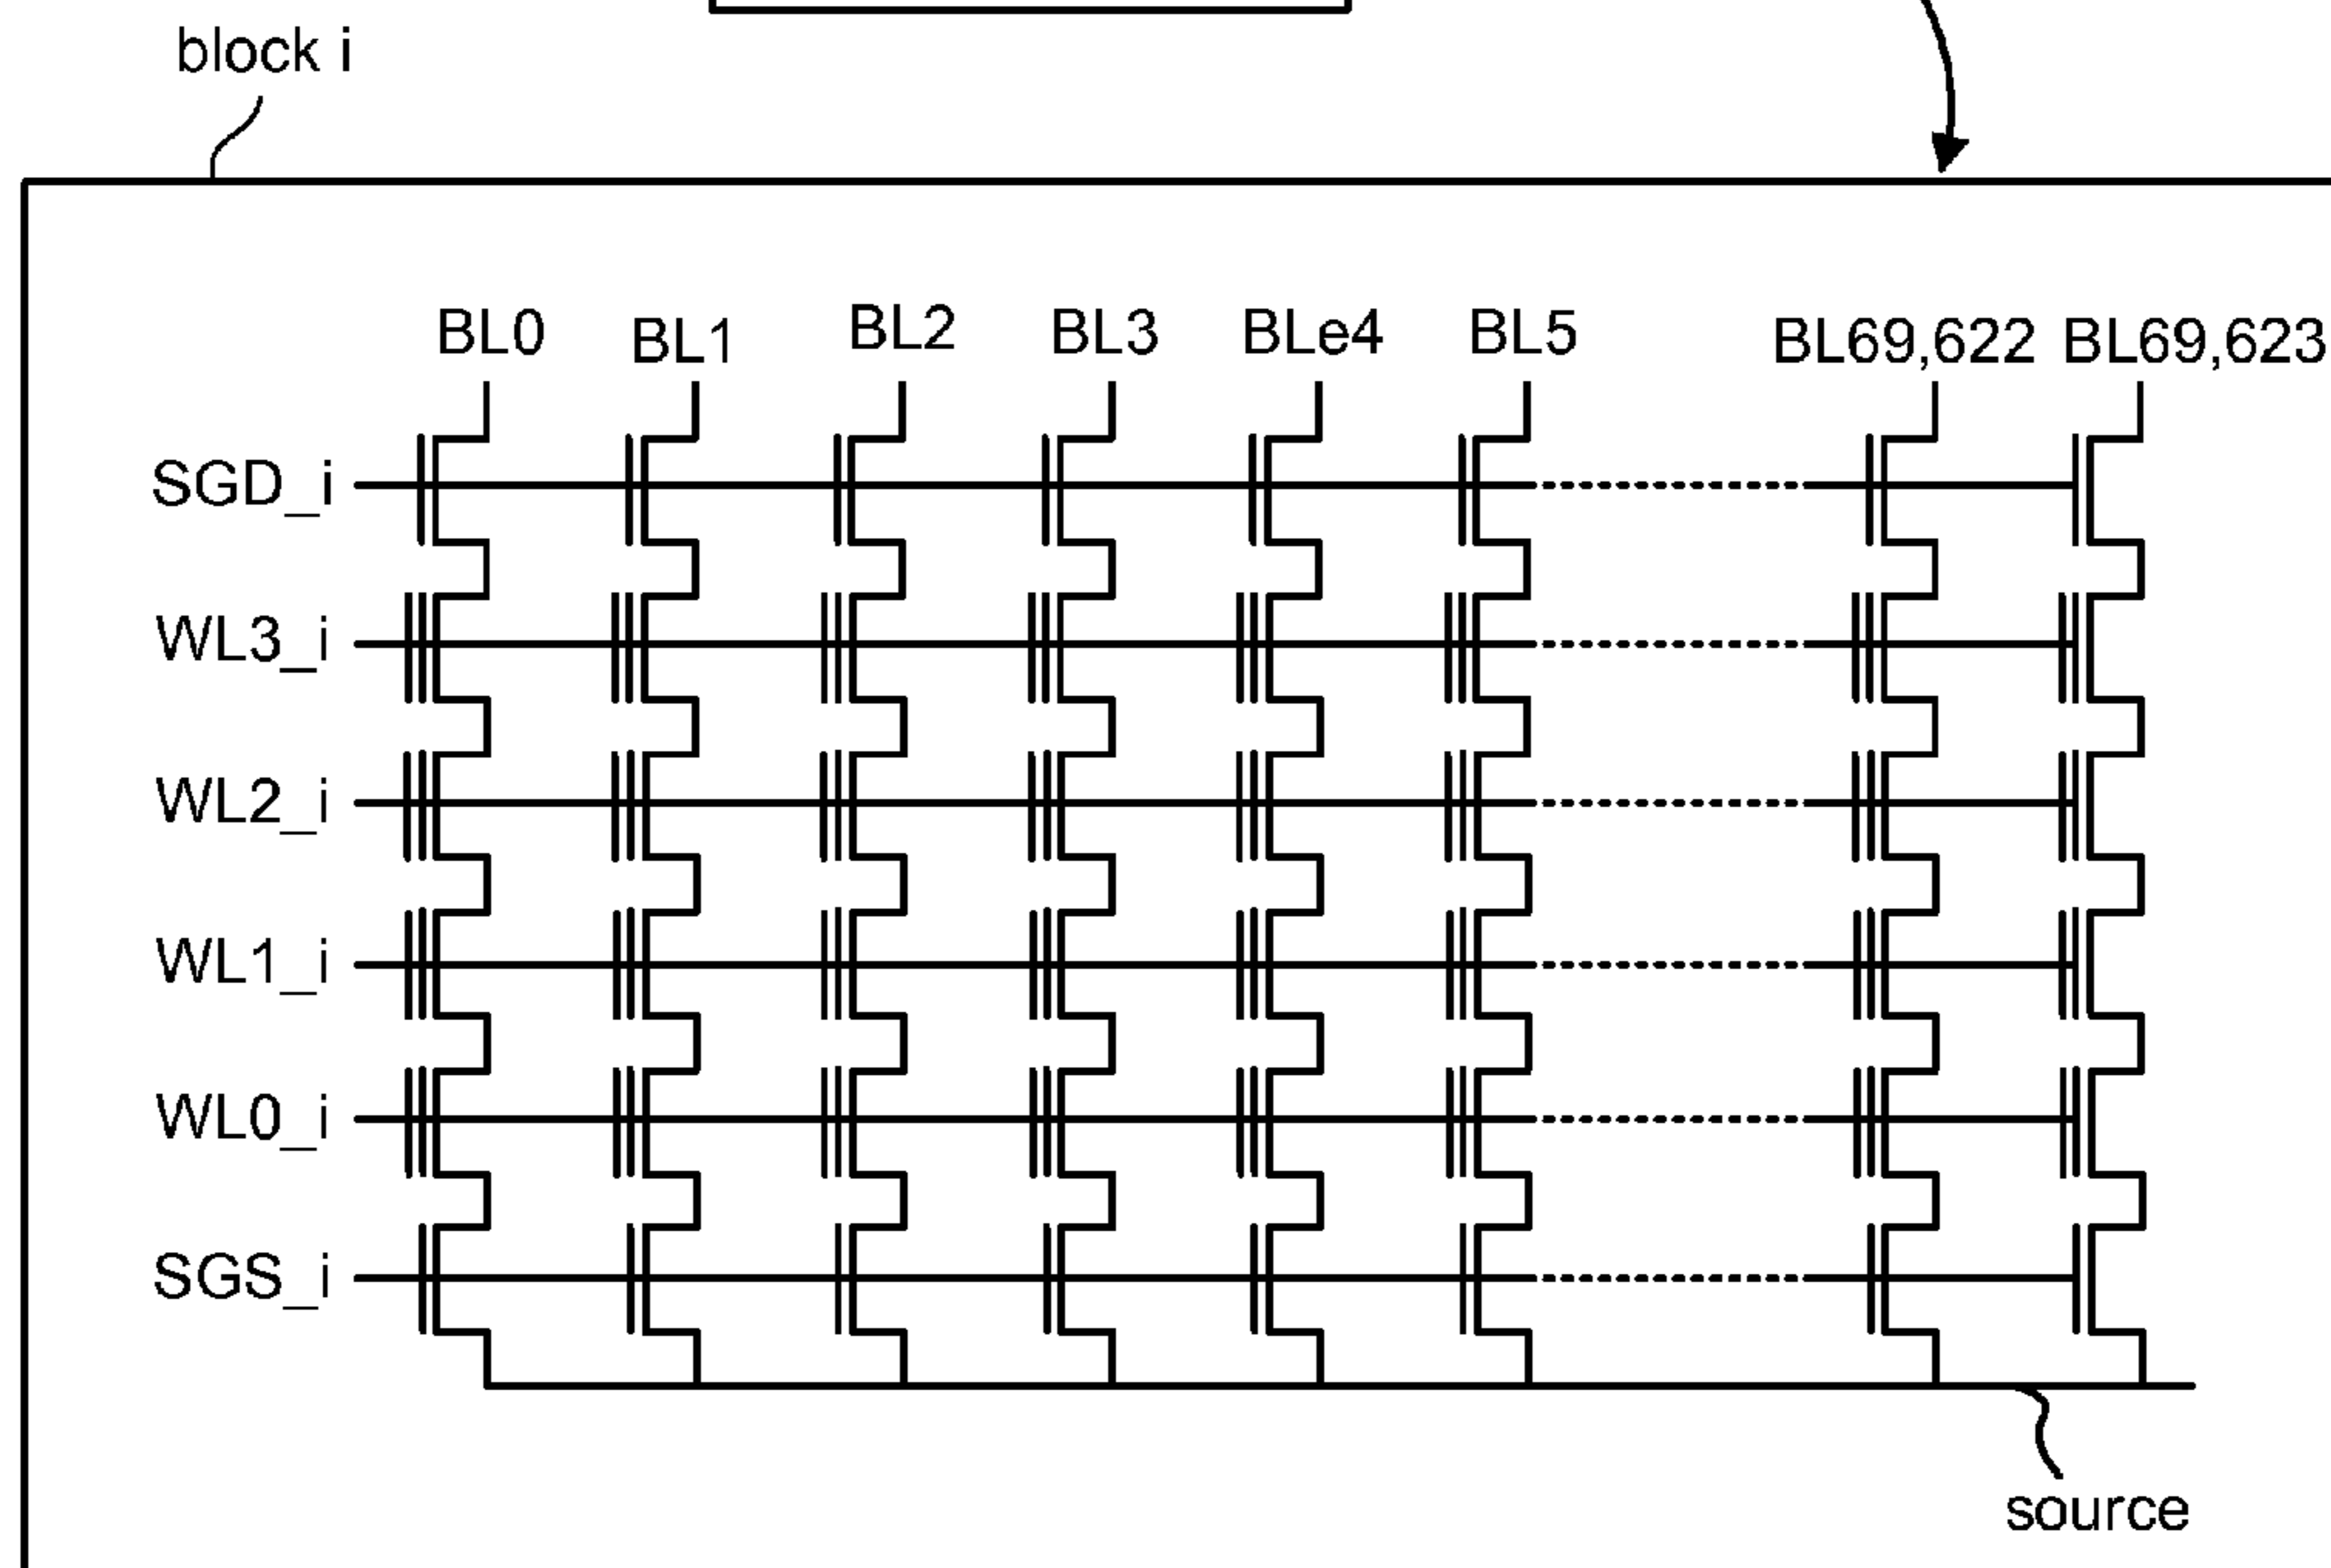 block i
BL0 BL1 BL2 BL3 BLe4 BL5 BL69,622 BL69,623
SGD_i
WL3_i
WL2_i
WL1_i
WL0_i
SGS_i
source